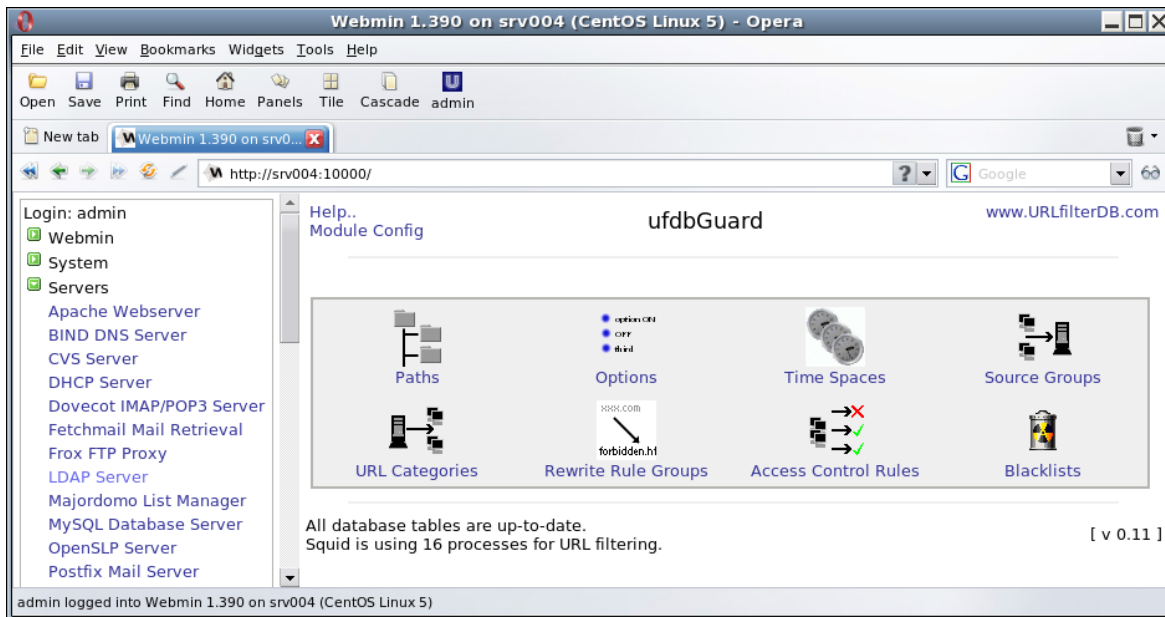 Webmin 1.390 on srv004 (CentOS Linux 5) - Opera
File Edit View Bookmarks Widgets Tools Help
Open Save Print Find Home Panels Tile Cascade admin
New tab Webmin 1.390 on srv0...
http://srv004:10000/ ? G Google
Login: admin
Webmin
System
Servers
Apache Webserver
BIND DNS Server
CVS Server
DHCP Server
Dovecot IMAP/POP3 Server
Fetchmail Mail Retrieval
Frox FTP Proxy
LDAP Server
Majordomo List Manager
MySQL Database Server
OpenSLP Server
Postfix Mail Server
Help..
Module Config
ufdbGuard
www.URLfilterDB.com
option ON
OFF
third
Paths Options Time Spaces Source Groups
xxx.com
forbidden.ht
URL Categories Rewrite Rule Groups Access Control Rules Blacklists
All database tables are up-to-date.
Squid is using 16 processes for URL filtering.
[ v 0.11 ]
admin logged into Webmin 1.390 on srv004 (CentOS Linux 5)